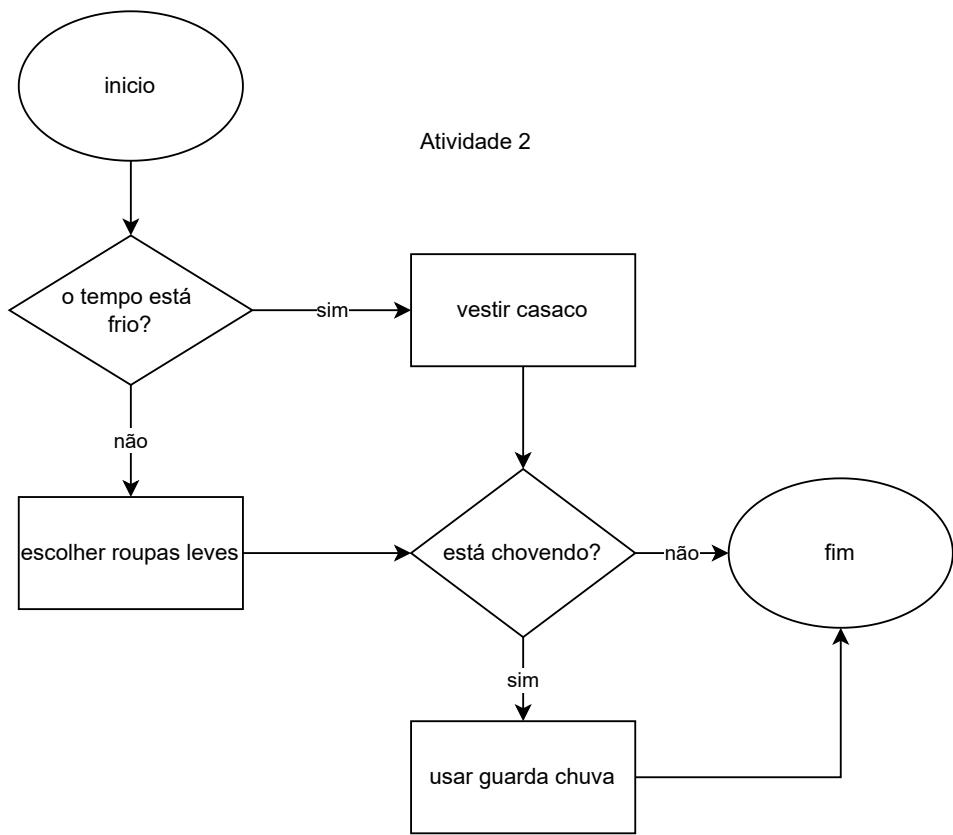 inicio
Atividade 2
o tempo está
frio?
sim
vestir casaco
não
escolher roupas leves
está chovendo?
não
fim
sim
usar guarda chuva